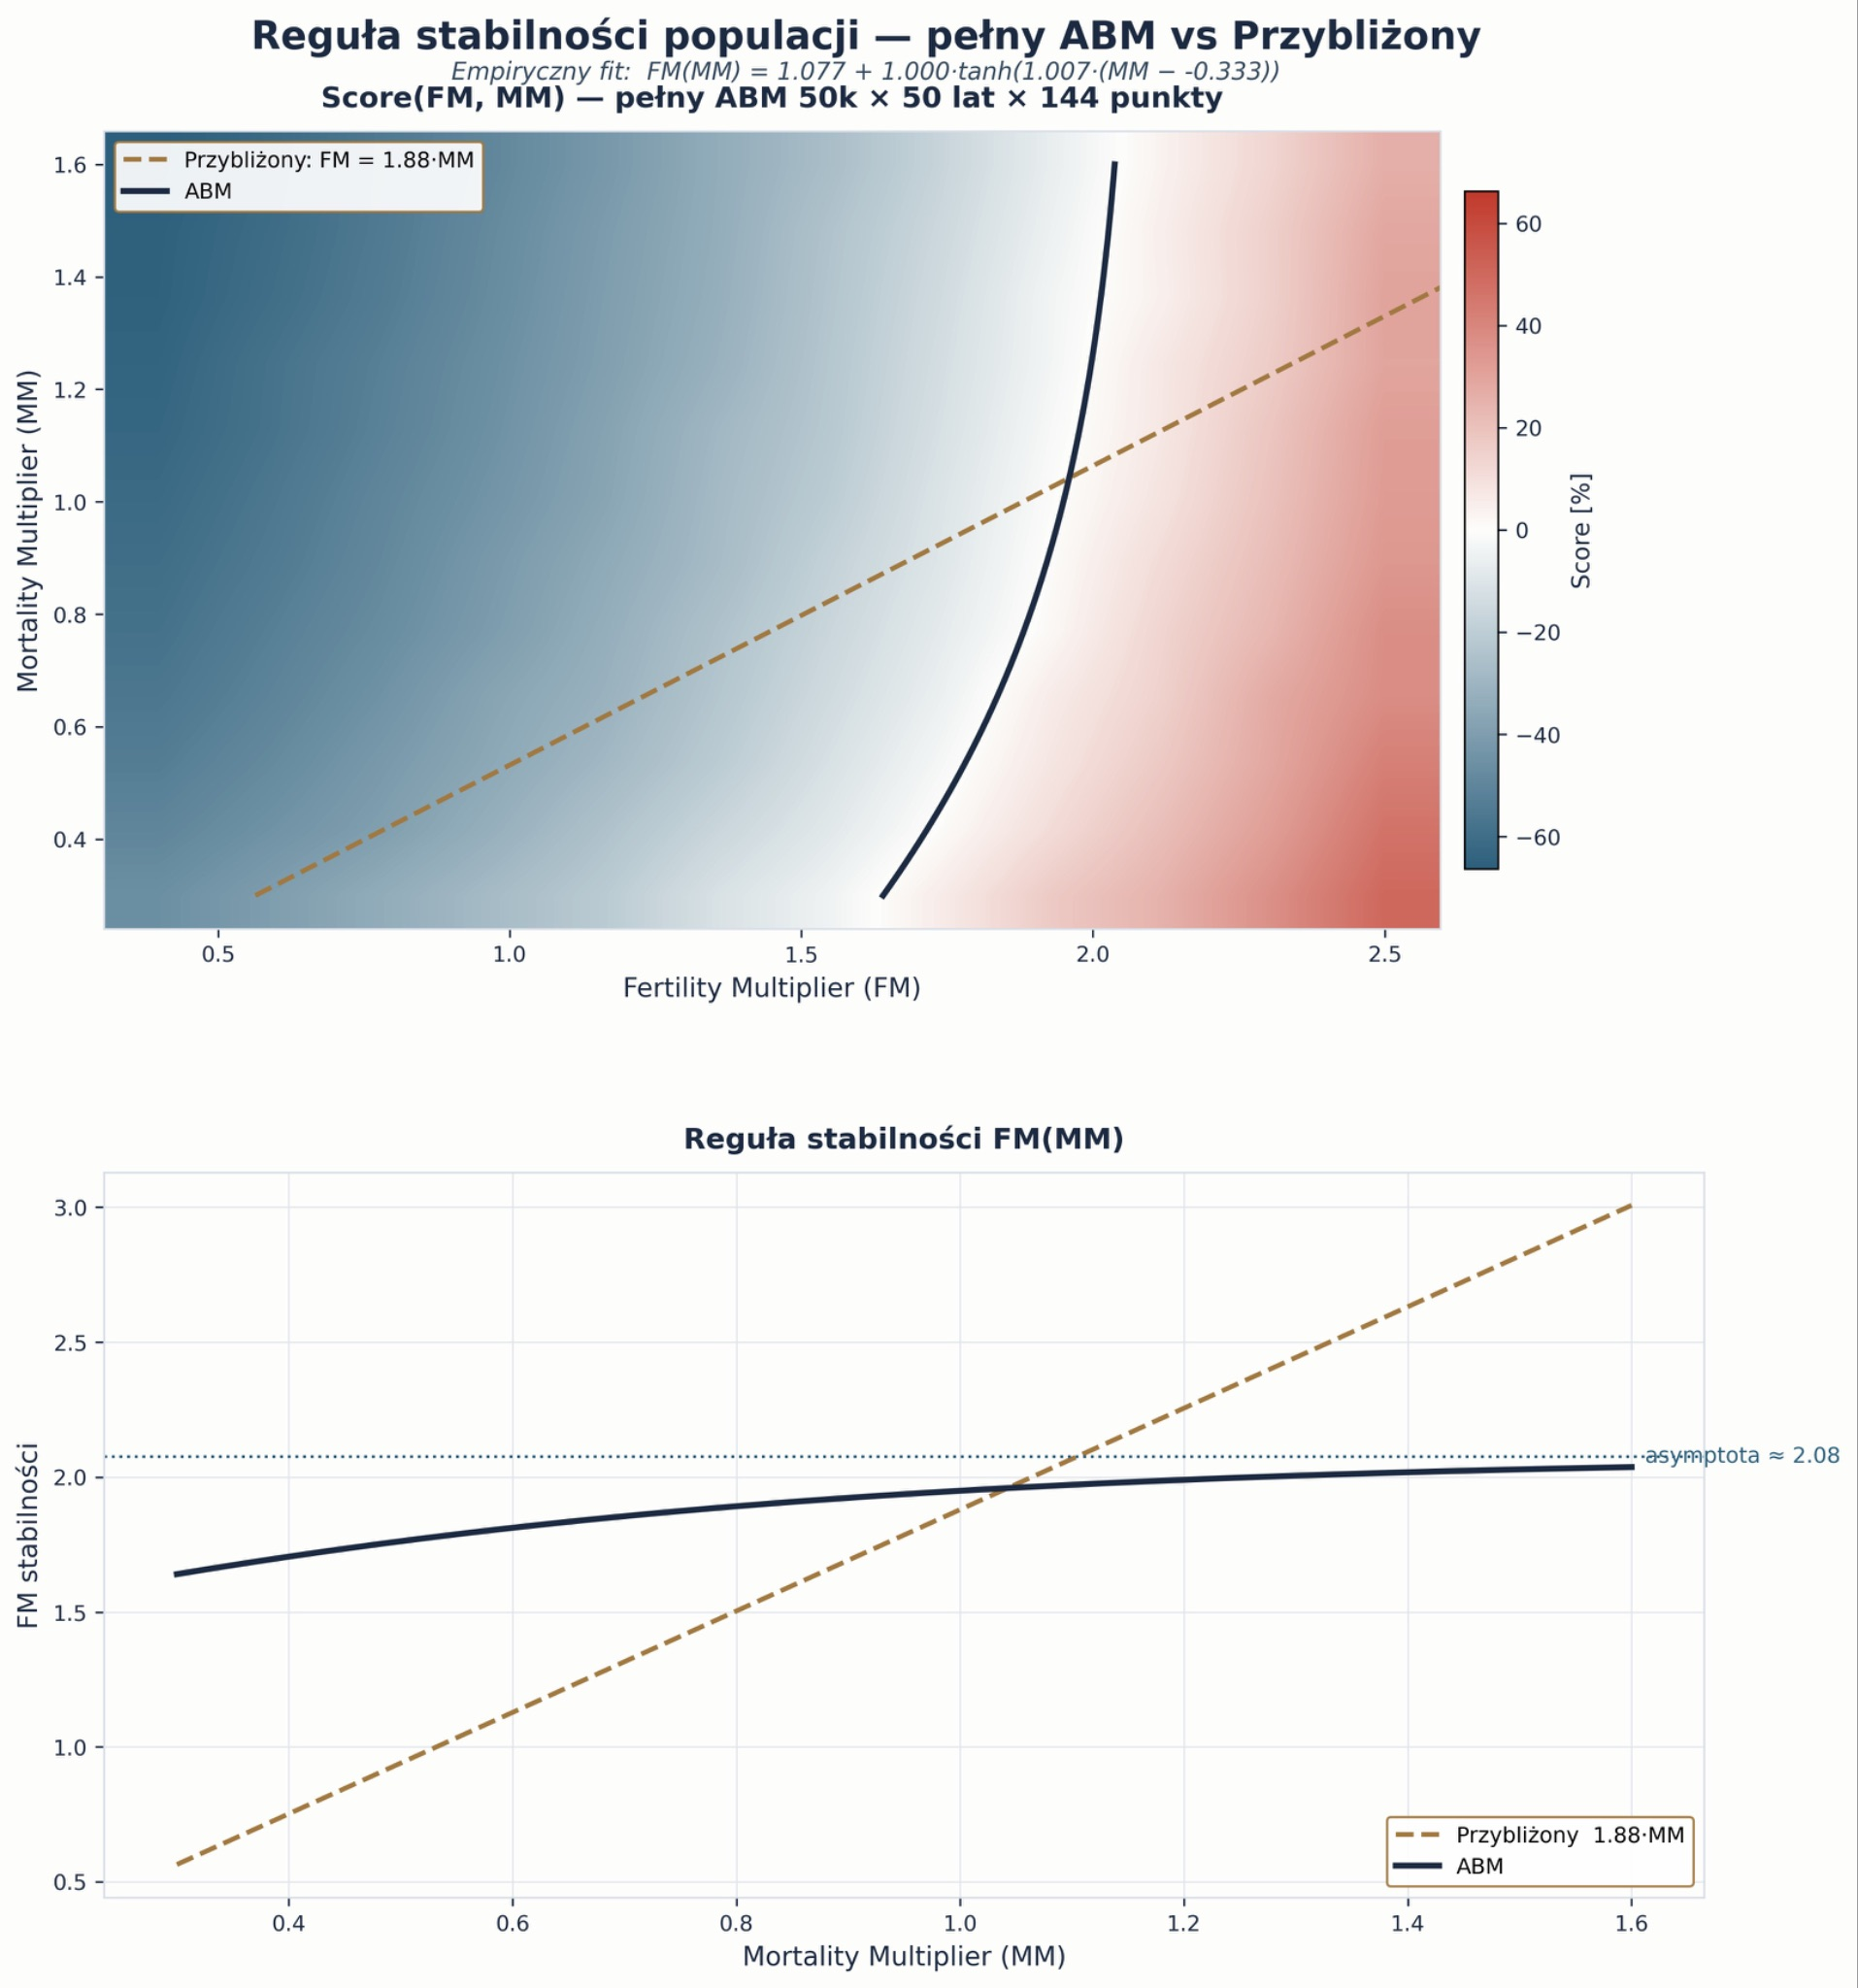 Reguła stabilności populacji — pełny ABM vs Przybliżony
Empiryczny fit:  FM(MM) = 1.077 + 1.000·tanh(1.007·(MM − -0.333))
Score(FM, MM) — pełny ABM 50k × 50 lat × 144 punkty
Przybliżony: FM = 1.88·MM
ABM
Mortality Multiplier (MM)
1.6
1.4
1.2
1.0
0.8
0.6
0.4
0.5
1.0
1.5
2.0
2.5
Fertility Multiplier (FM)
60
40
20
0
−20
−40
−60
Score [%]
Reguła stabilności FM(MM)
FM stabilności
3.0
2.5
2.0
1.5
1.0
0.5
asymptota ≈ 2.08
Przybliżony  1.88·MM
ABM
0.4
0.6
0.8
1.0
1.2
1.4
1.6
Mortality Multiplier (MM)